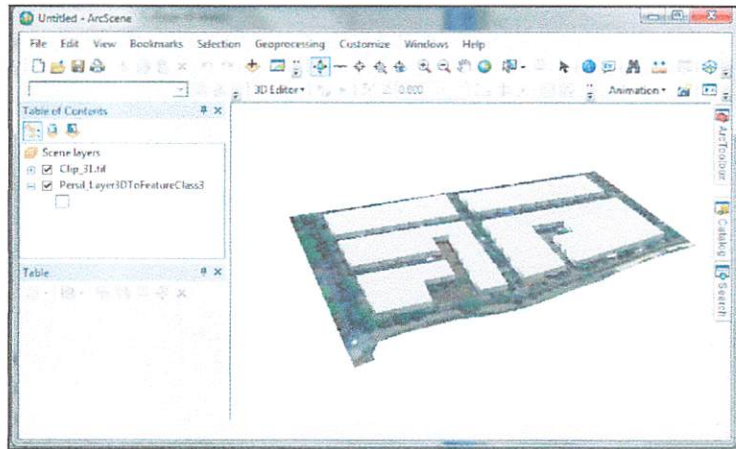 Untitled - ArcScene
File Edit View Bookmarks Selection Geoprocessing Customize Windows Help
3D Editor
Animation
Table of Contents
Scene layers
Clip_31.tif
Persil_Layer3DToFeatureClass3
Table
ArcToolbox
Catalog
Search